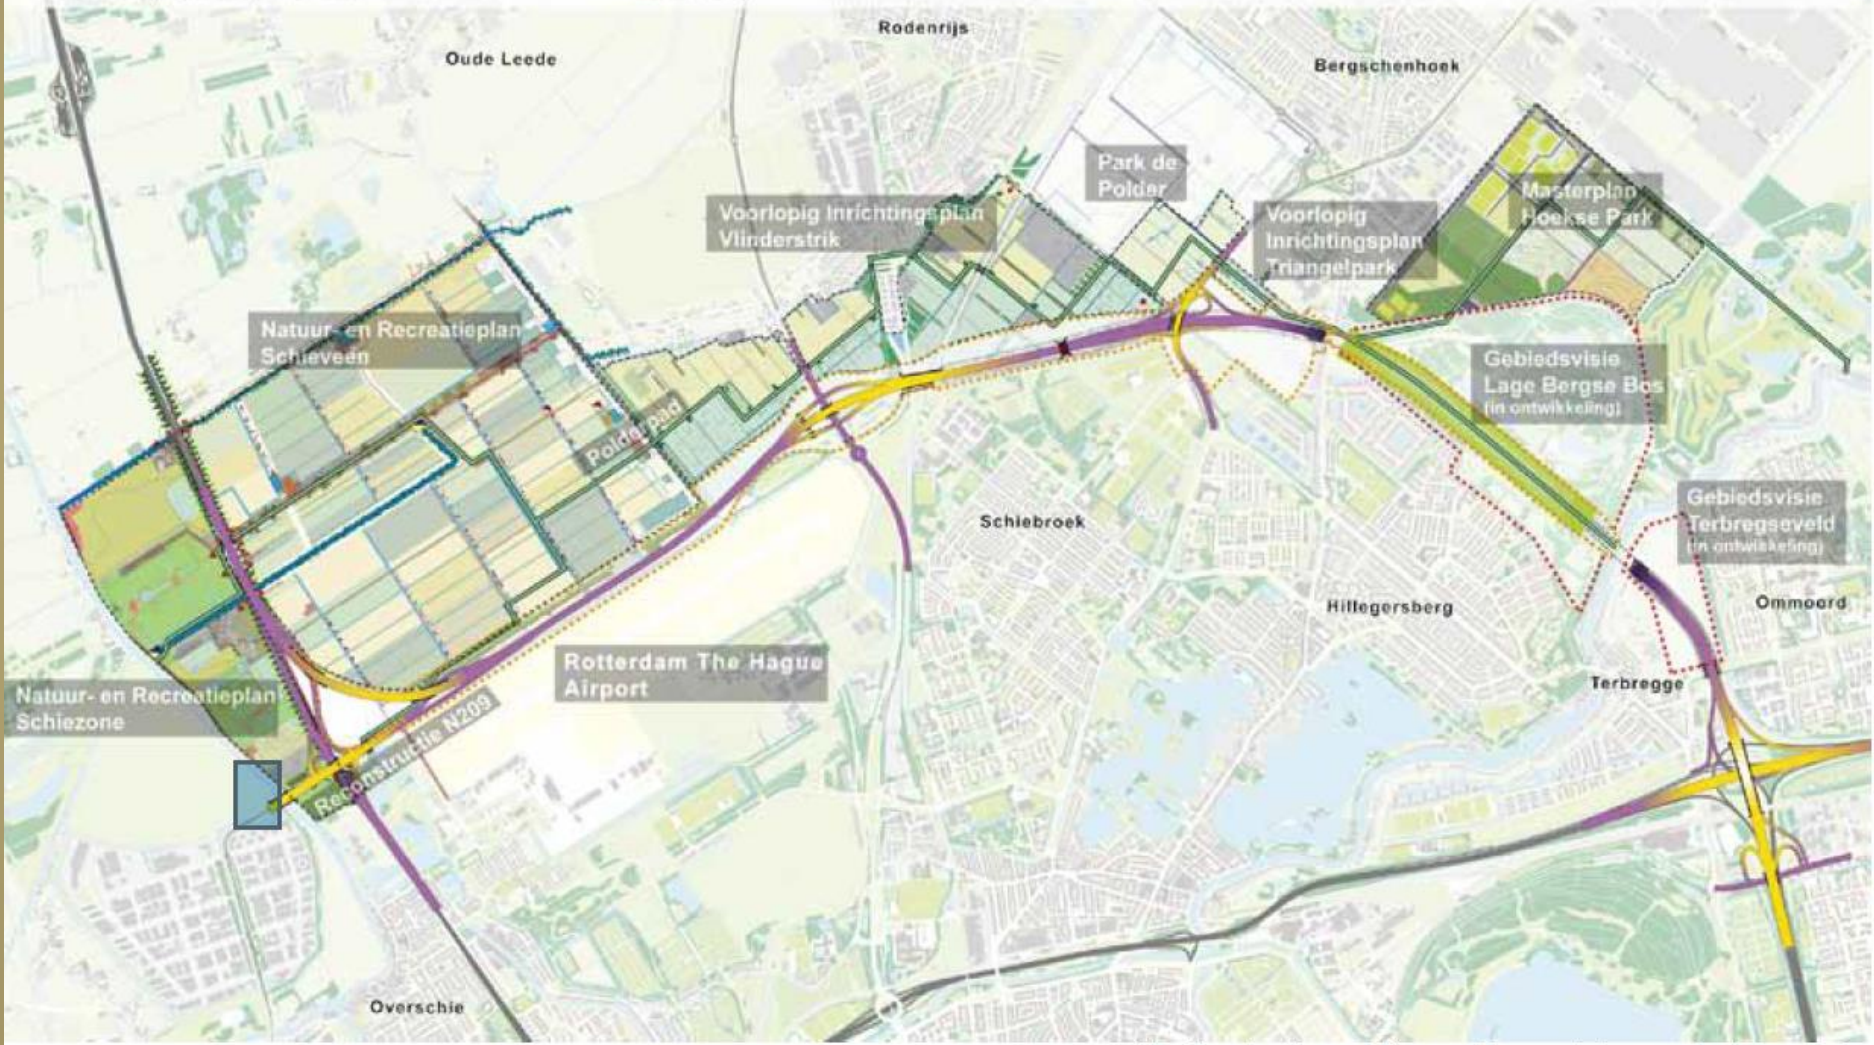 Rodenrijs
Oude Leede
Bergschenhoek
Park de
Polder
Masterplan
Hoekse Park
Voorlopig Inrichtingsplan
Vlinderstrik
Voorlopig
Inrichtingsplan
Triangelpark
Natuur- en Recreatieplan
Schieveen
Gebiedsvisie
Lage Bergse Bos
(in ontwikkeling)
Polderpad
Gebiedsvisie
Terbregseveld
(in ontwikkeling)
Schiebroek
Hillegersberg
Ommoord
Rotterdam The Hague
Airport
Terbregge
Natuur- en Recreatieplan
Schiezone
Reconstructie N209
Overschie